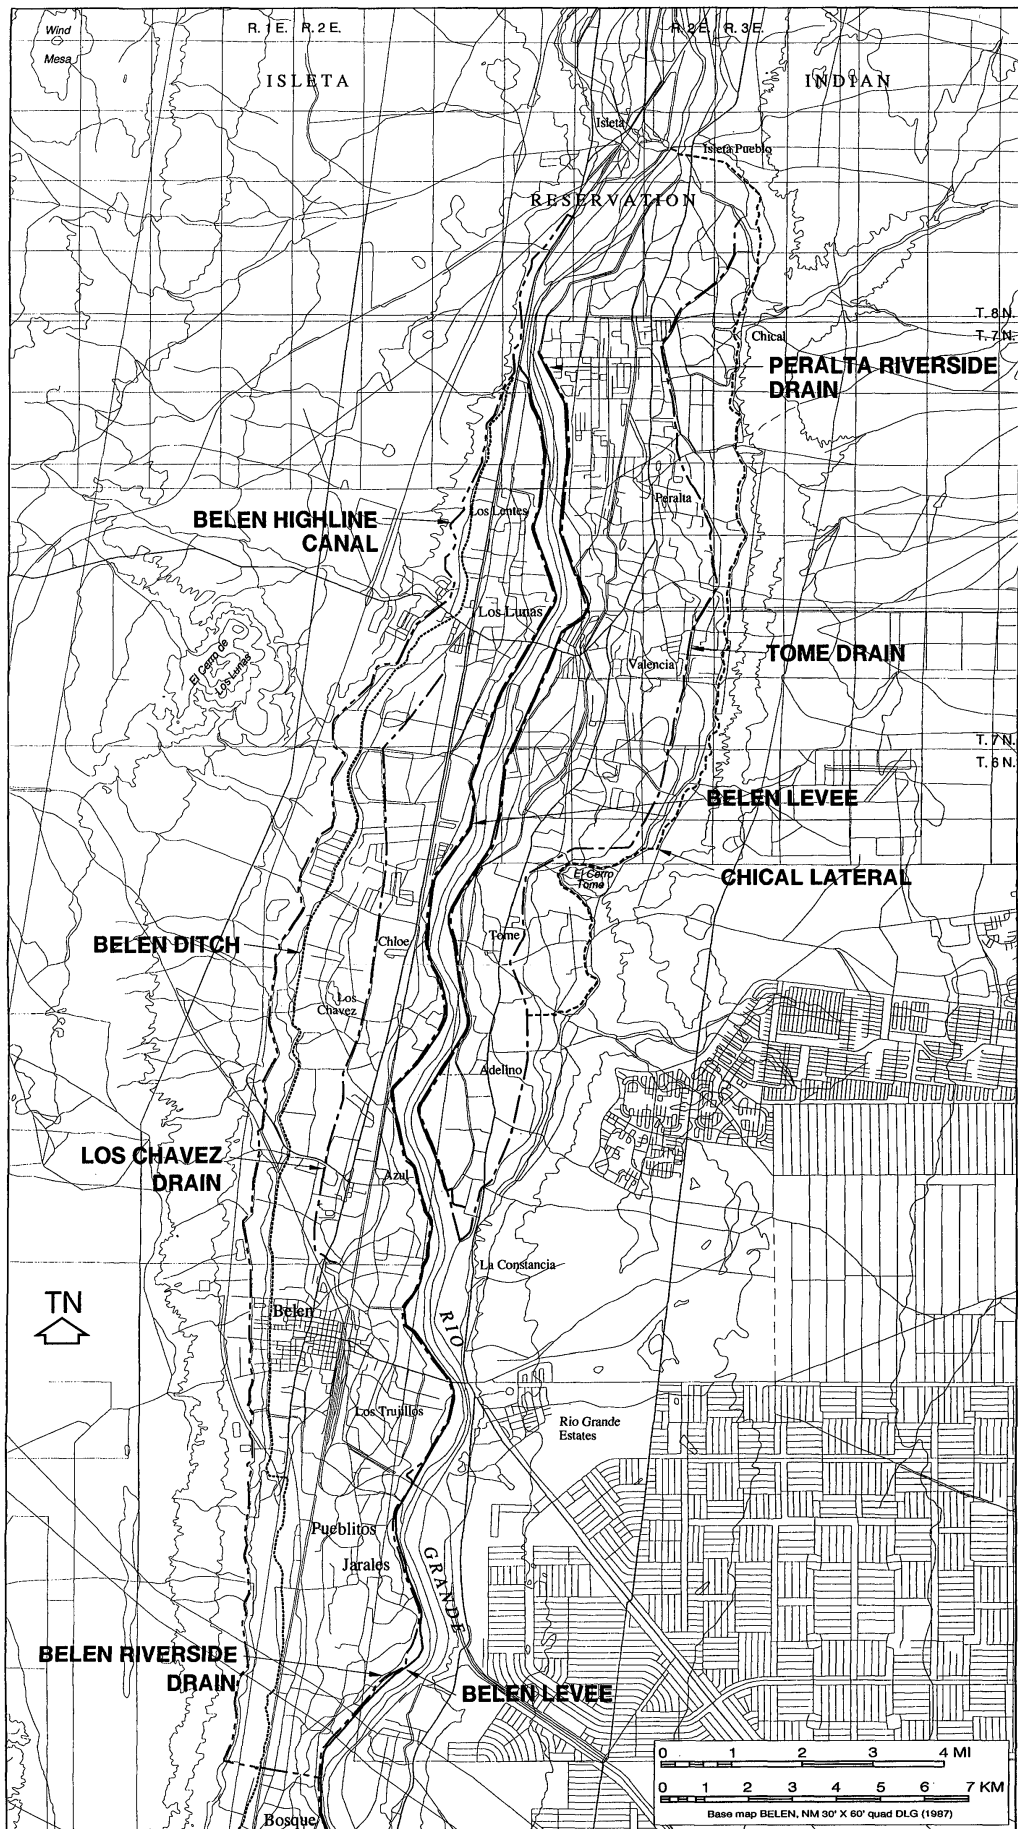 Wind
Mesa
R. 1 E. R. 2 E.
R. 2 E. R. 3 E.
ISLETA
INDIAN
Isleta
Isleta Pueblo
RESERVATION
T. 8 N.
T. 7 N.
Chical
PERALTA RIVERSIDE
DRAIN
Peralta
Los Lentes
BELEN HIGHLINE
CANAL
Los Lunas
El Cerro de
Los Lunas
Valencia
TOME DRAIN
T. 7 N.
T. 6 N.
BELEN LEVEE
El Cerro
Tome
CHICAL LATERAL
Tome
Chloe
BELEN DITCH
Los
Chavez
Adelino
LOS CHAVEZ
DRAIN
Azul
La Constancia
TN
Belen
RIO
Los Trujillos
Rio Grande
Estates
Pueblitos
Jarales
GRANDE
BELEN RIVERSIDE
DRAIN
BELEN LEVEE
0 1 2 3 4 MI
0 1 2 3 4 5 6 7 KM
Base map BELEN, NM 30' X 60' quad DLG (1987)
Bosque